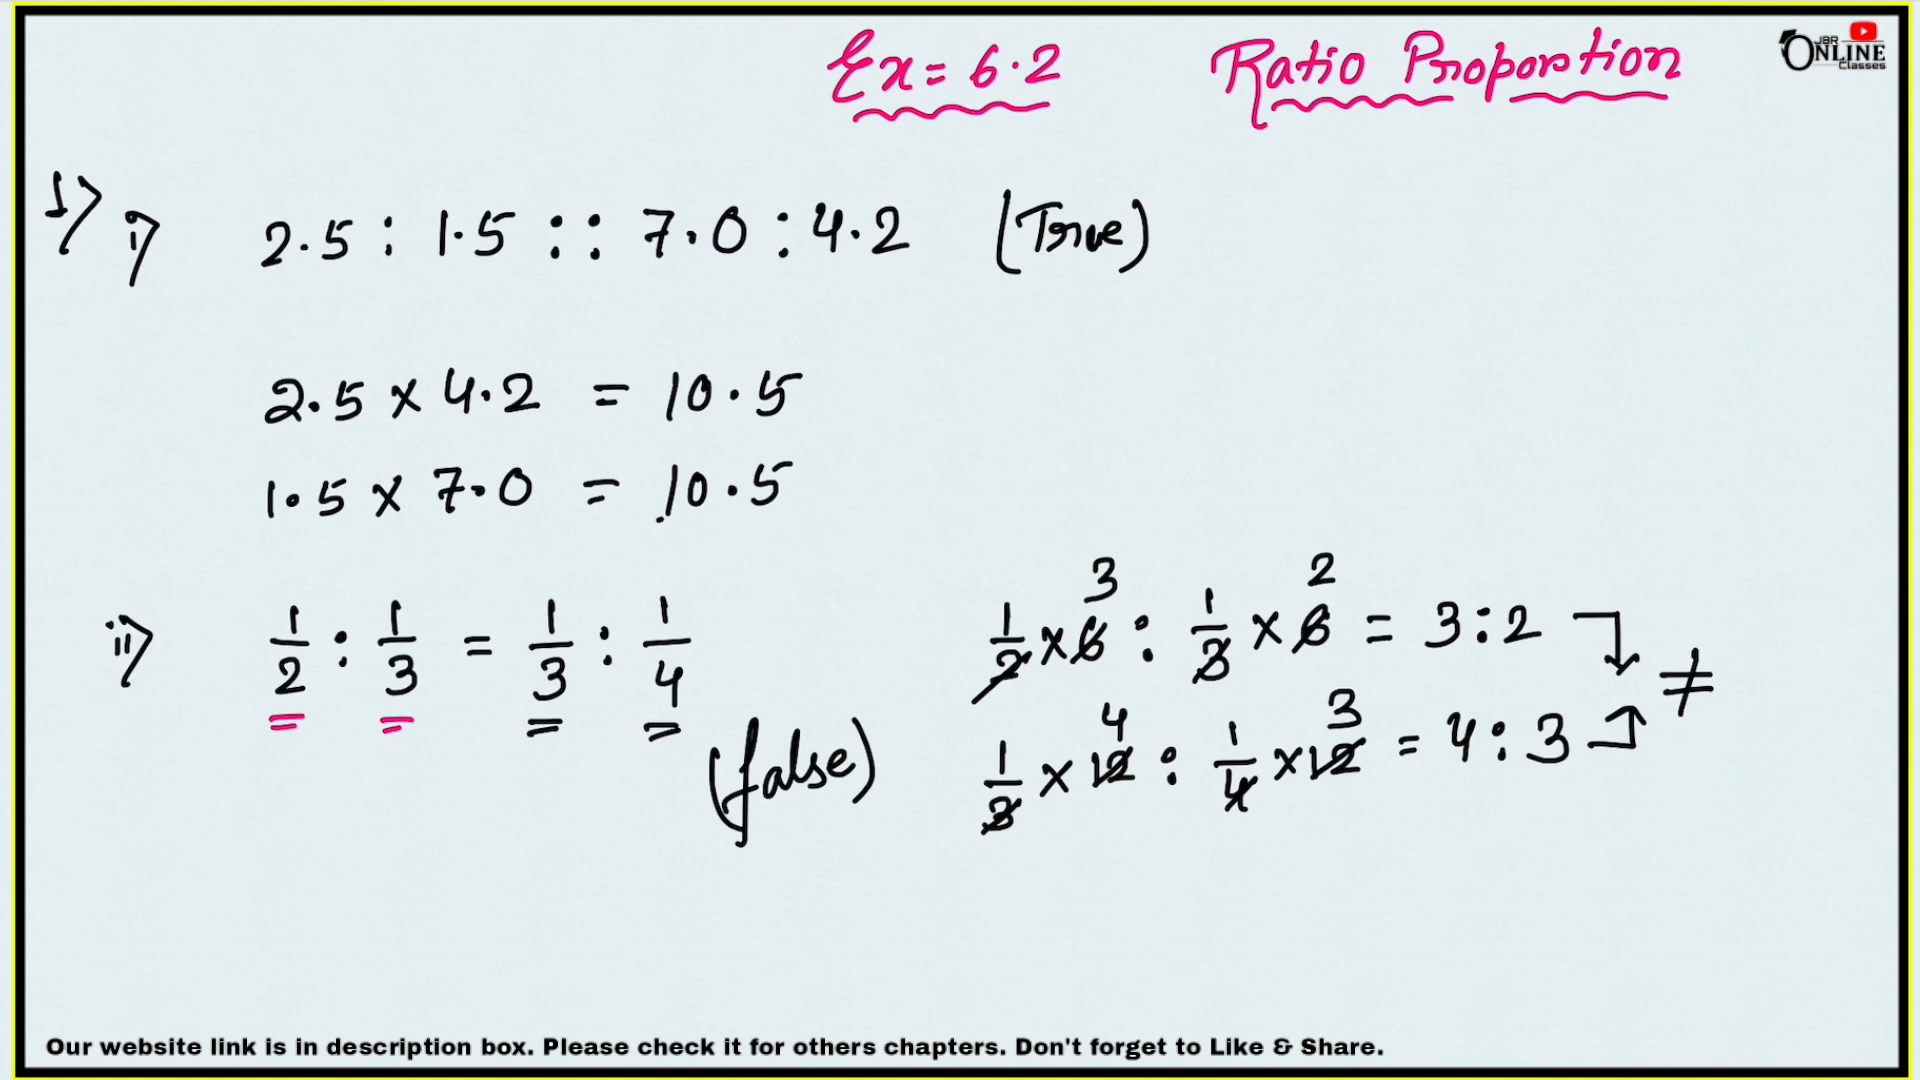 Ex = 6.2 Ratio Proportion
JBR ONLINE Classes
1) i) 2.5 : 1.5 :: 7.0 : 4.2 (True)
2.5 × 4.2 = 10.5
1.5 × 7.0 = 10.5
ii) 1/2 : 1/3 = 1/3 : 1/4 (false)
3 2
1/2 × 6 : 1/3 × 6 = 3 : 2
≠
4 3
1/3 × 12 : 1/4 × 12 = 4 : 3
Our website link is in description box. Please check it for others chapters. Don't forget to Like & Share.